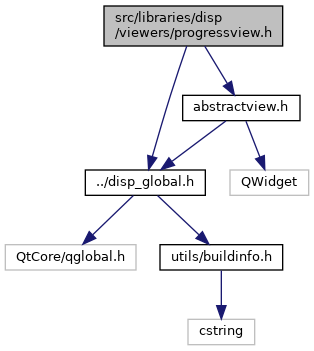 src/libraries/disp
/viewers/progressview.h
abstractview.h
../disp_global.h
QWidget
QtCore/qglobal.h
utils/buildinfo.h
cstring